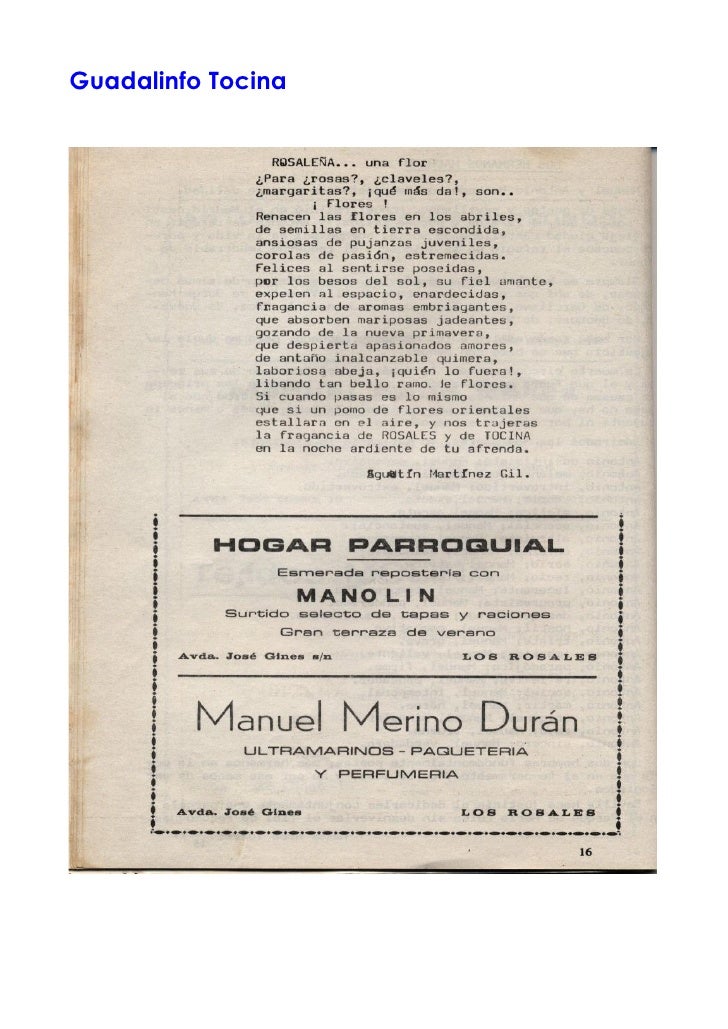 Guadalinfo Tocina
ROSALEÑA... una flor
¿Para ¿rosas?, ¿claveles?,
¿margaritas?, ¡qué más da!, son..
¡ Flores !
Renacen las flores en los abriles,
de semillas en tierra escondida,
ansiosas de pujanzas juveniles,
corolas de pasión, estremecidas.
Felices al sentirse poseidas,
por los besos del sol, su fiel amante,
expelen al espacio, enardecidas,
fragancia de aromas embriagantes,
que absorben mariposas jadeantes,
gozando de la nueva primavera,
que despierta apasionados amores,
de antaño inalcanzable quimera,
laboriosa abeja, ¡quién lo fuera!,
libando tan bello ramo. de flores.
Si cuando pasas es lo mismo
que si un pomo de flores orientales
estallara en el aire, y nos trajeras
la fragancia de ROSALES y de TOCINA
en la noche ardiente de tu afrenda.
Agustín Martínez Gil.
HOGAR PARROQUIAL
Esmerada repostería con
MANOLIN
Surtido selecto de tapas y raciones
Gran terraza de verano
Avda. José Gines s/n LOS ROSALES
Manuel Merino Durán
ULTRAMARINOS - PAQUETERIA
Y PERFUMERIA
Avda. José Gines LOS ROSALES
16